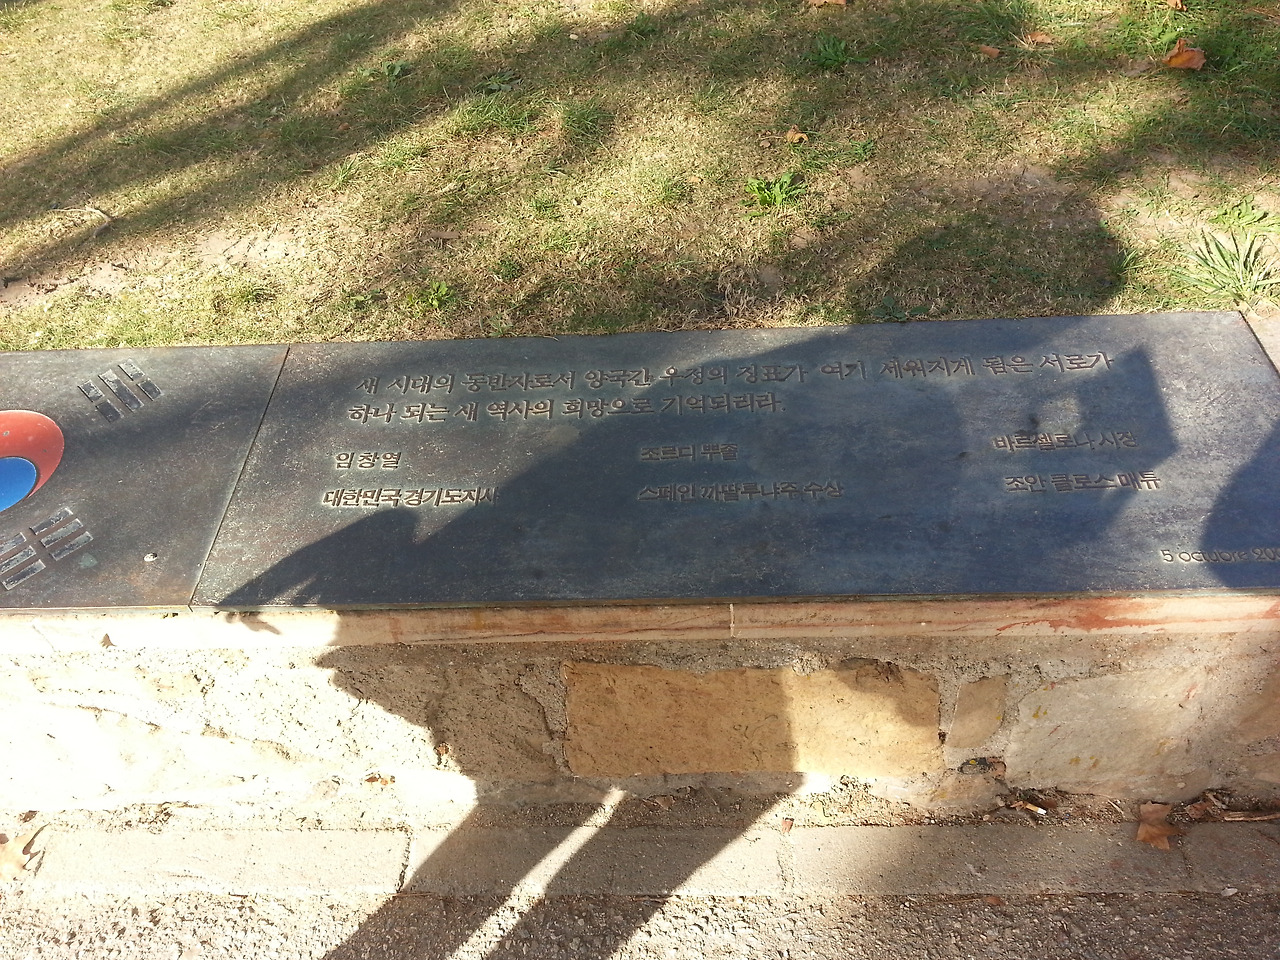 새 시대의 동반자로서 양국간 우정의 징표가 여기 세워지게 됨은 서로가
하나 되는 새 역사의 희망으로 기억되리라.
임창열
대한민국 경기도지사
조르디 뿌졸
스페인 까딸루냐주 수상
바르셀로나 시장
조안 클로스 매듀
5 octubre